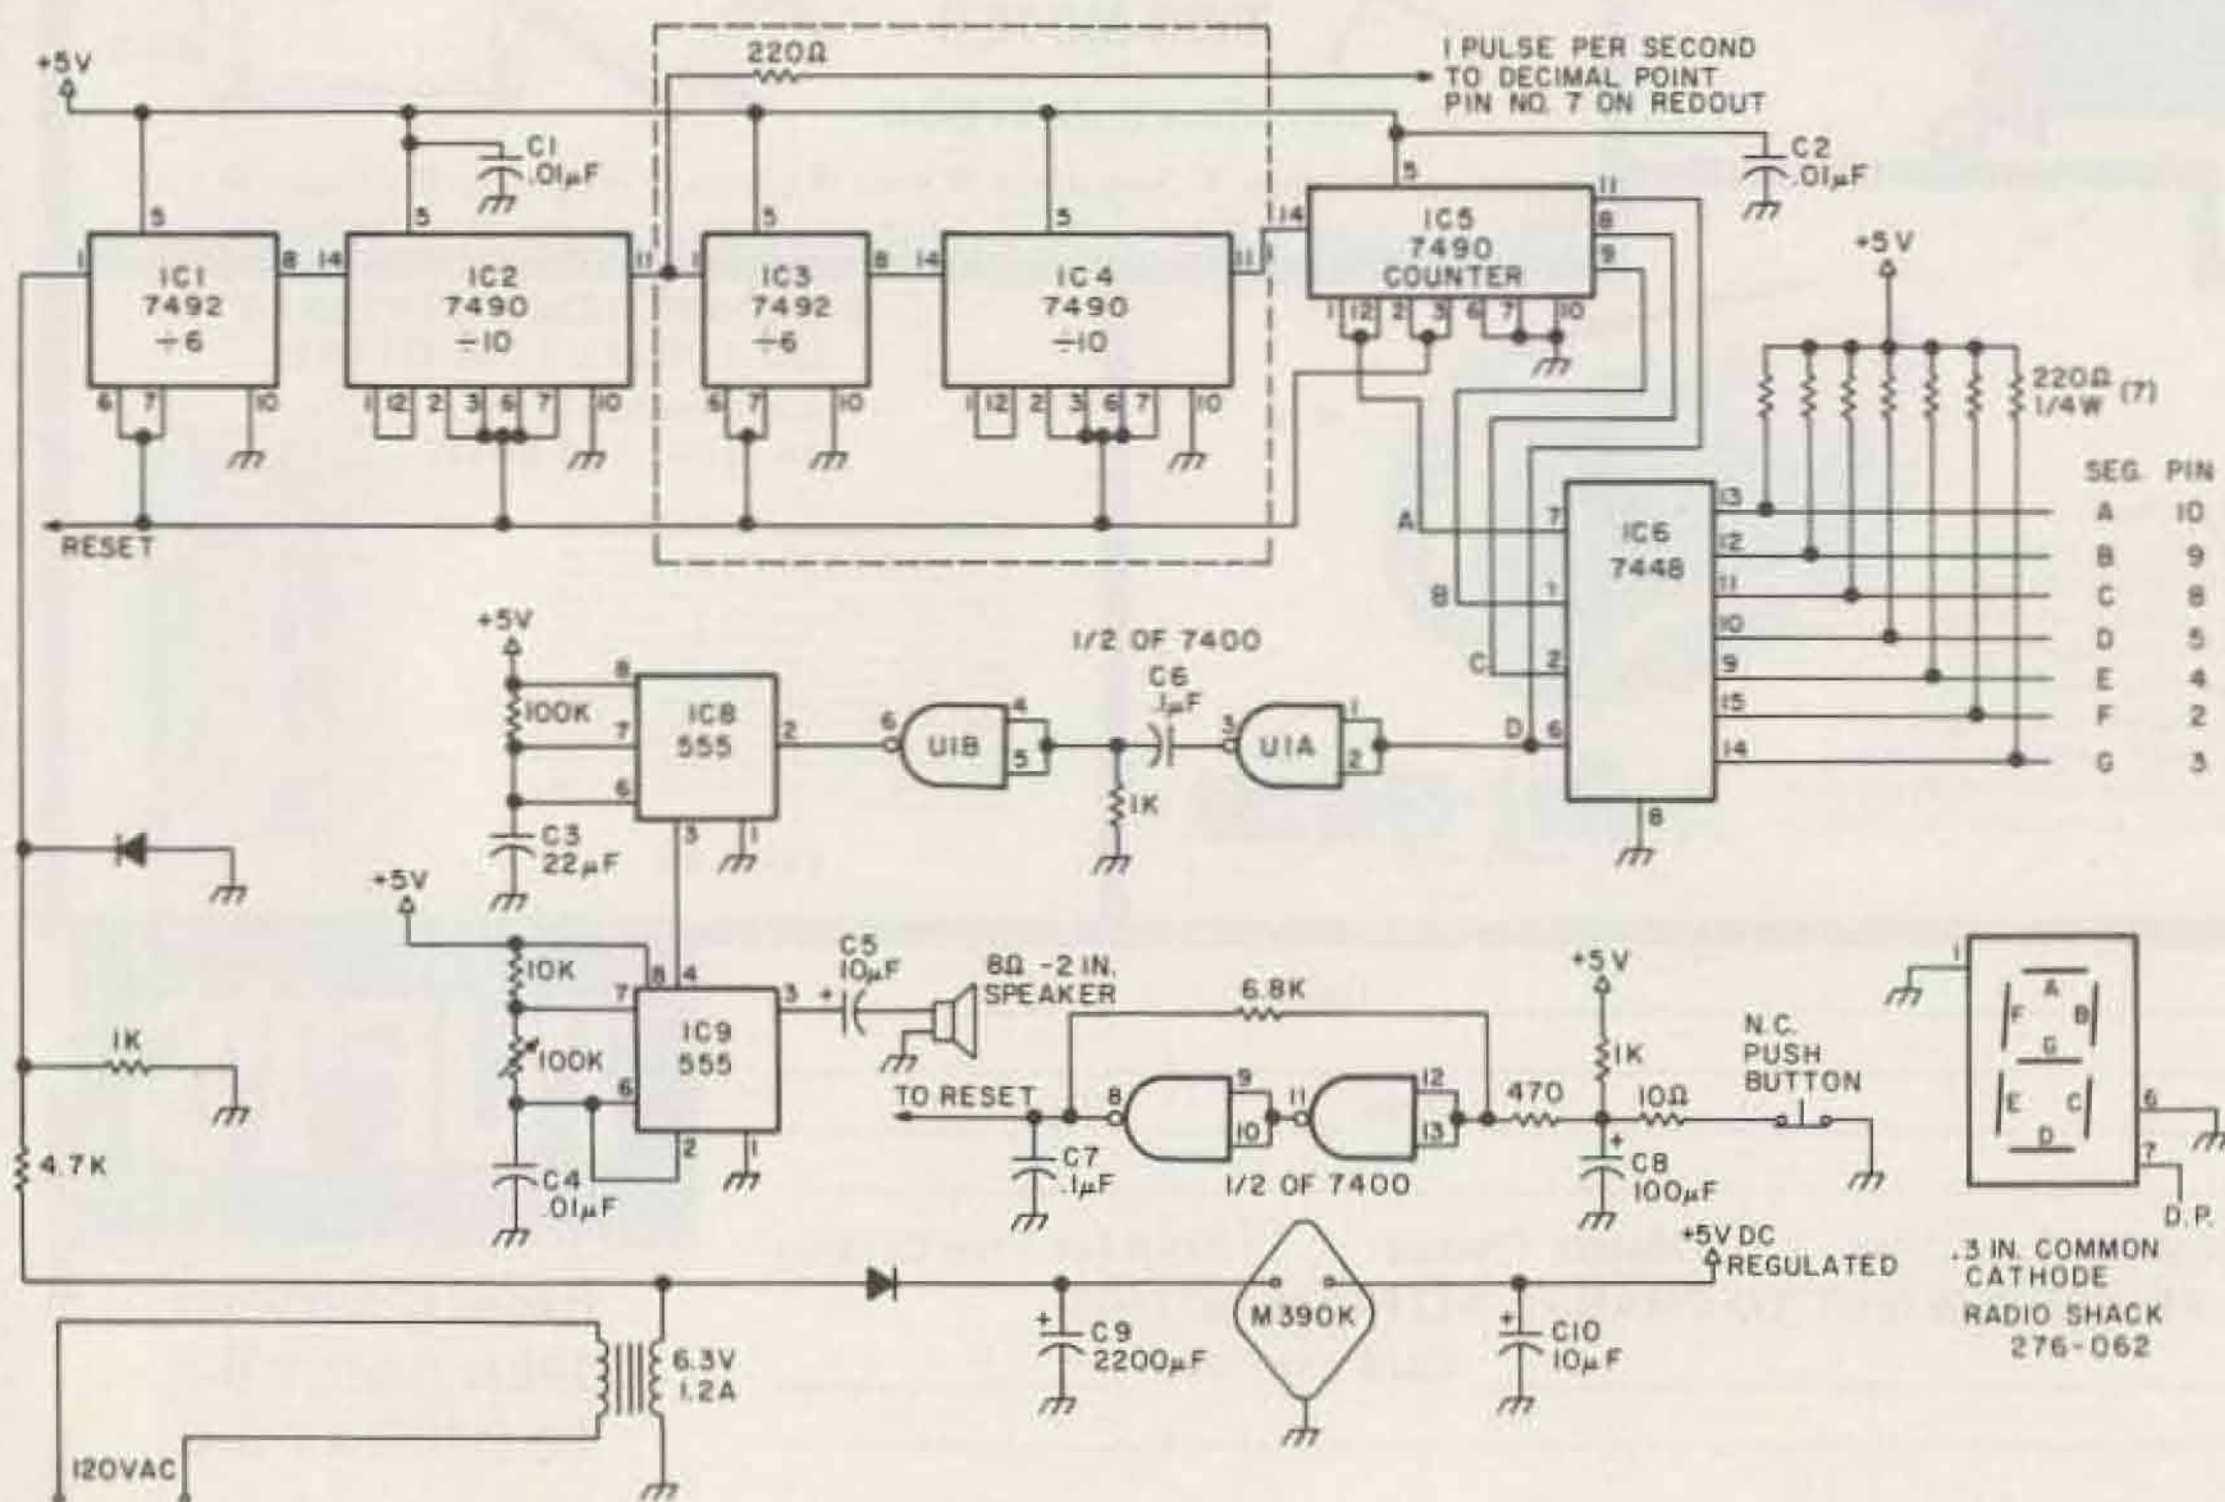 +5V
220Ω
1 PULSE PER SECOND
TO DECIMAL POINT
PIN NO. 7 ON REDOUT
C1
.01µF
C2
.01µF
5
5
5
5
5
1
IC1
7492
÷6
8
14
IC2
7490
÷10
11
1
IC3
7492
÷6
8
14
IC4
7490
÷10
11
14
IC5
7490
COUNTER
11
8
9
6
7
10
1
12
2
3
6
7
10
6
7
10
1
12
2
3
6
7
10
1
12
2
3
6
7
10
RESET
+5V
220Ω
1/4W
(7)
SEG. PIN
A 10
B 9
C 8
D 5
E 4
F 2
G 3
A
B
C
D
7
1
2
6
IC6
7448
13
12
11
10
9
15
14
8
+5V
100K
8
7
6
IC8
555
2
3
1
C3
22µF
6
U1B
4
5
1/2 OF 7400
C6
.1µF
1K
3
U1A
1
2
+5V
10K
100K
8
4
7
6
IC9
555
3
2
1
C4
.01µF
C5
10µF
+
8Ω -2 IN.
SPEAKER
1K
4.7K
TO RESET
6.8K
8
9
10
11
12
13
1/2 OF 7400
C7
.1µF
470
+5V
1K
10Ω
N.C.
PUSH
BUTTON
+
C8
100µF
1
A
F
B
G
E
C
D
6
7
D.P.
.3 IN. COMMON
CATHODE
RADIO SHACK
276-062
+5V DC
REGULATED
+
C9
2200µF
M390K
+
C10
10µF
6.3V
1.2A
120VAC